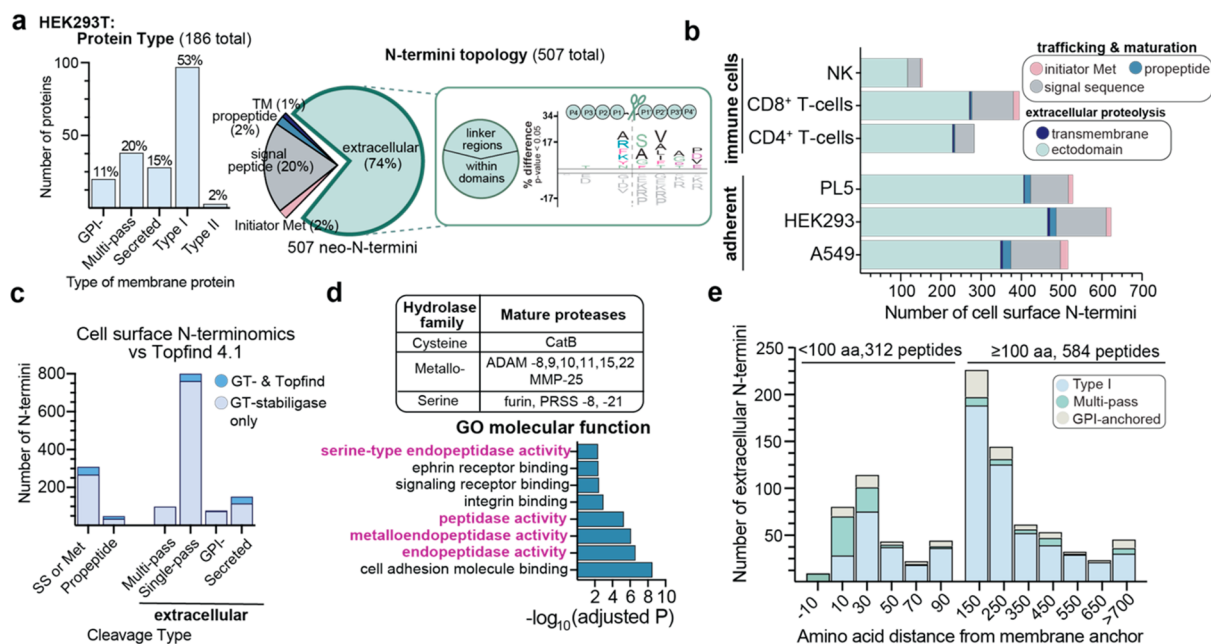 a
HEK293T:
Protein Type (186 total)
Number of proteins
100
50
11%
20%
15%
53%
2%
GPI-
Multi-pass
Secreted
Type I
Type II
Type of membrane protein
N-termini topology (507 total)
TM (1%)
propeptide
(2%)
signal
peptide (20%)
Initiator Met (2%)
extracellular
(74%)
507 neo-N-termini
linker
regions
within
domains
% difference
p-value < 0.05
34
17
-17
P4 P3 P2 P1 P1' P2' P3' P4'
b
immune cells
adherent
NK
CD8+ T-cells
CD4+ T-cells
PL5
HEK293
A549
100 200 300 400 500 600 700
Number of cell surface N-termini
trafficking & maturation
initiator Met
propeptide
signal sequence
extracellular proteolysis
transmembrane
ectodomain
c
Cell surface N-terminomics
vs Topfind 4.1
Number of N-termini
800
600
400
200
GT- & Topfind
GT-stabiligase
only
SS or Met
Propeptide
Multi-pass
Single-pass
GPI-
Secreted
extracellular
Cleavage Type
d
Hydrolase family
Mature proteases
Cysteine
CatB
Metallo-
ADAM -8,9,10,11,15,22
MMP-25
Serine
furin, PRSS -8, -21
GO molecular function
serine-type endopeptidase activity
ephrin receptor binding
signaling receptor binding
integrin binding
peptidase activity
metalloendopeptidase activity
endopeptidase activity
cell adhesion molecule binding
2 4 6 8 10
-log10(adjusted P)
e
Number of extracellular N-termini
250
200
150
100
50
<100 aa,312 peptides
≥100 aa, 584 peptides
Type I
Multi-pass
GPI-anchored
-10
10
30
50
70
90
150
250
350
450
550
650
>700
Amino acid distance from membrane anchor